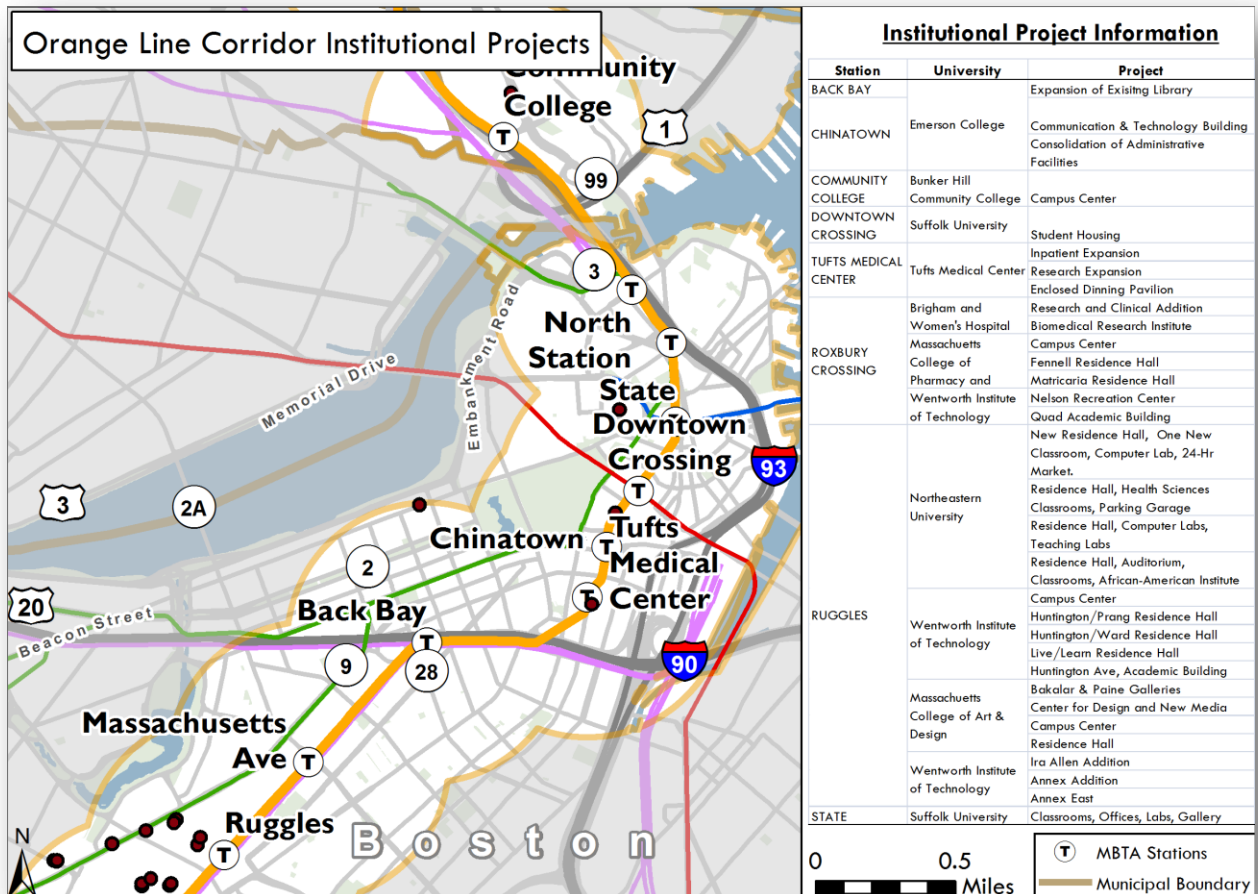 Orange Line Corridor Institutional Projects
Community
College
1
99
3
North
Station
State
Downtown
Crossing
93
Memorial Drive
Embankment Road
3
2A
Chinatown
Tufts
Medical
Center
2
20
Beacon Street
Back Bay
9
28
90
Massachusetts
Ave
Ruggles
Boston
N
T
T
T
T
T
T
T
T
T
T
Institutional Project Information
Station University Project
BACK BAY Expansion of Exisitng Library
Emerson College
CHINATOWN
Communication & Technology Building
Consolidation of Administrative
Facilities
COMMUNITY
COLLEGE
Bunker Hill
Community College
Campus Center
DOWNTOWN
CROSSING
Suffolk University
Student Housing
TUFTS MEDICAL
CENTER
Tufts Medical Center
Inpatient Expansion
Research Expansion
Enclosed Dinning Pavilion
ROXBURY
CROSSING
Brigham and
Women's Hospital
Research and Clinical Addition
Biomedical Research Institute
Massachusetts
College of
Pharmacy and
Campus Center
Fennell Residence Hall
Matricaria Residence Hall
Wentworth Institute
of Technology
Nelson Recreation Center
Quad Academic Building
RUGGLES
Northeastern
University
New Residence Hall, One New
Classroom, Computer Lab, 24-Hr
Market.
Residence Hall, Health Sciences
Classrooms, Parking Garage
Residence Hall, Computer Labs,
Teaching Labs
Residence Hall, Auditorium,
Classrooms, African-American Institute
Wentworth Institute
of Technology
Campus Center
Huntington/Prang Residence Hall
Huntington/Ward Residence Hall
Live/Learn Residence Hall
Huntington Ave, Academic Building
Massachuetts
College of Art &
Design
Bakalar & Paine Galleries
Center for Design and New Media
Campus Center
Residence Hall
Wentworth Institute
of Technology
Ira Allen Addition
Annex Addition
Annex East
STATE Suffolk University Classrooms, Offices, Labs, Gallery
0 0.5
Miles
T MBTA Stations
Municipal Boundary